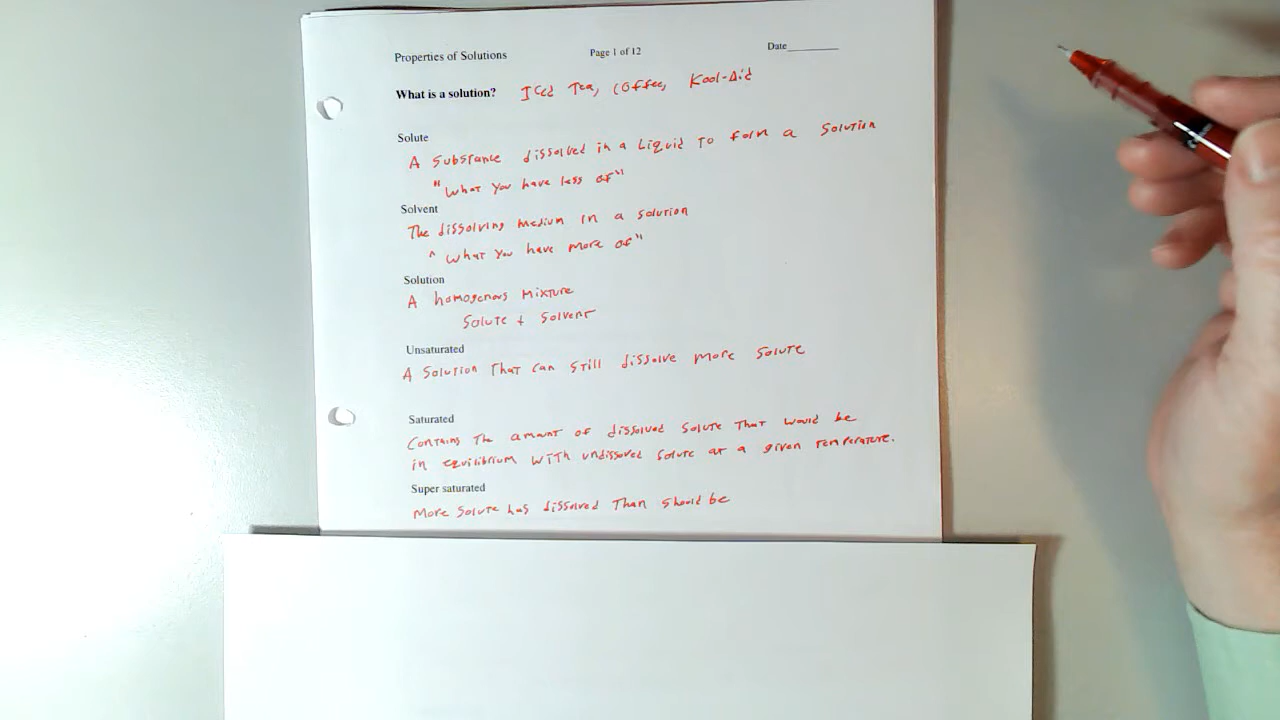 Properties of Solutions Page 1 of 12 Date________
What is a solution? Iced Tea, Coffee, Kool-Aid
Solute
A substance dissolved in a Liquid To form a solution
"What you have less of"
Solvent
The dissolving medium in a solution
"What you have more of"
Solution
A homogenous mixture
Solute + Solvent
Unsaturated
A solution That can still dissolve more solute
Saturated
Contains The amount of dissolved solute That would be
in equilibrium with undissoved solute at a given temperature.
Super saturated
More solute has dissolved Than should be